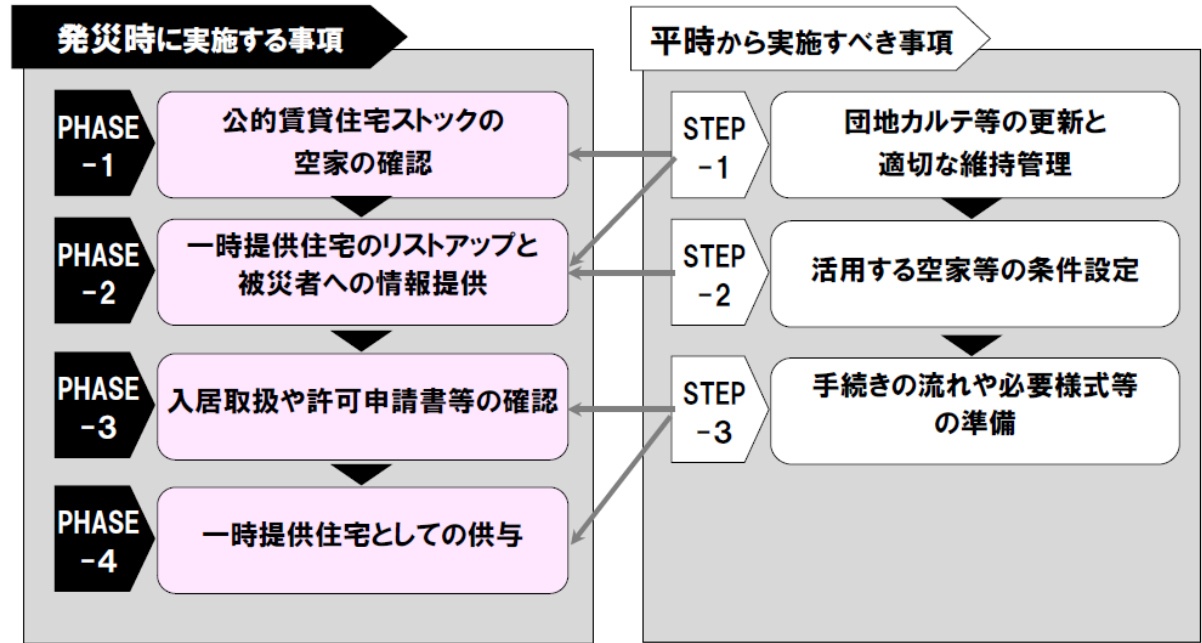 発災時に実施する事項
PHASE
-1
公的賃貸住宅ストックの
空家の確認
PHASE
-2
一時提供住宅のリストアップと
被災者への情報提供
PHASE
-3
入居取扱や許可申請書等の確認
PHASE
-4
一時提供住宅としての供与
平時から実施すべき事項
STEP
-1
団地カルテ等の更新と
適切な維持管理
STEP
-2
活用する空家等の条件設定
STEP
-3
手続きの流れや必要様式等
の準備